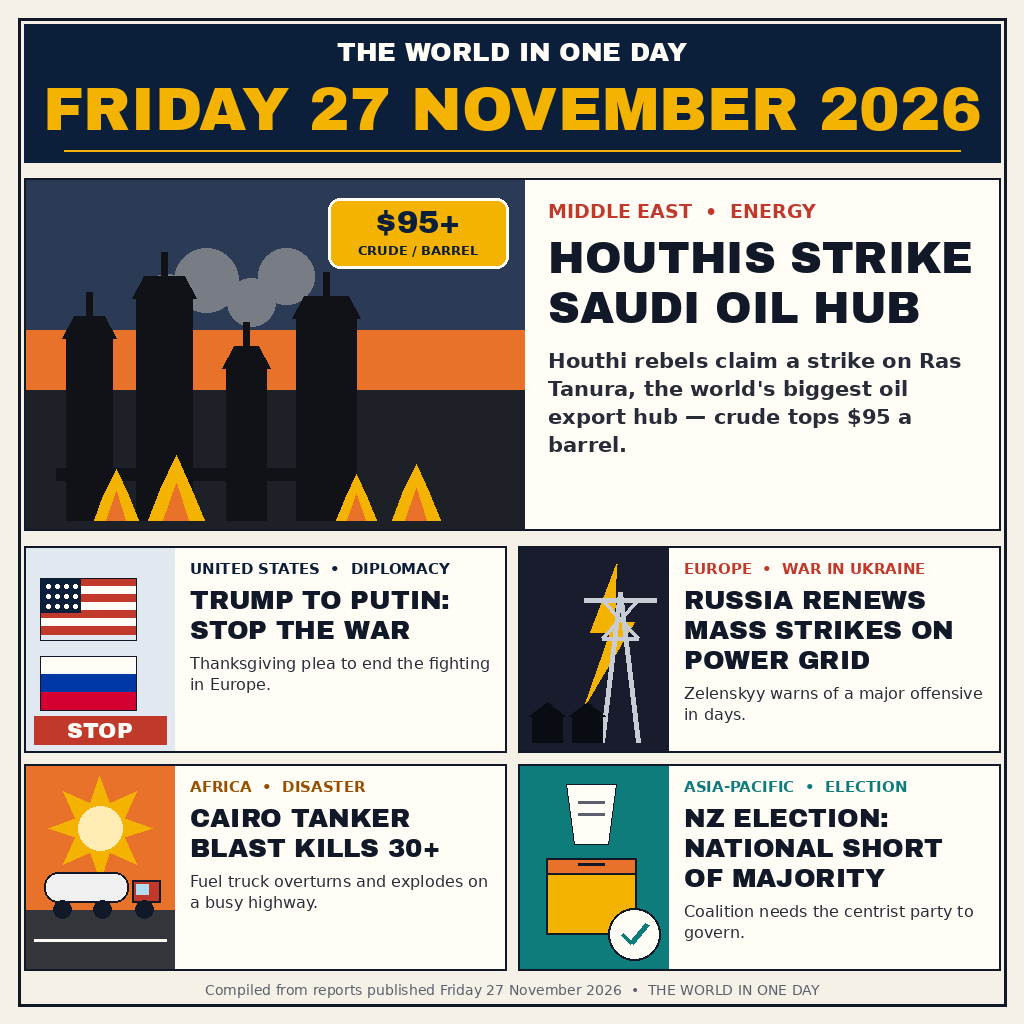 THE WORLD IN ONE DAY
FRIDAY 27 NOVEMBER 2026
$95+
CRUDE / BARREL
MIDDLE EAST • ENERGY
HOUTHIS STRIKE
SAUDI OIL HUB
Houthi rebels claim a strike on Ras
Tanura, the world's biggest oil
export hub — crude tops $95 a
barrel.
STOP
UNITED STATES • DIPLOMACY
TRUMP TO PUTIN:
STOP THE WAR
Thanksgiving plea to end the fighting
in Europe.
EUROPE • WAR IN UKRAINE
RUSSIA RENEWS
MASS STRIKES ON
POWER GRID
Zelenskyy warns of a major offensive
in days.
AFRICA • DISASTER
CAIRO TANKER
BLAST KILLS 30+
Fuel truck overturns and explodes on
a busy highway.
ASIA-PACIFIC • ELECTION
NZ ELECTION:
NATIONAL SHORT
OF MAJORITY
Coalition needs the centrist party to
govern.
Compiled from reports published Friday 27 November 2026 • THE WORLD IN ONE DAY